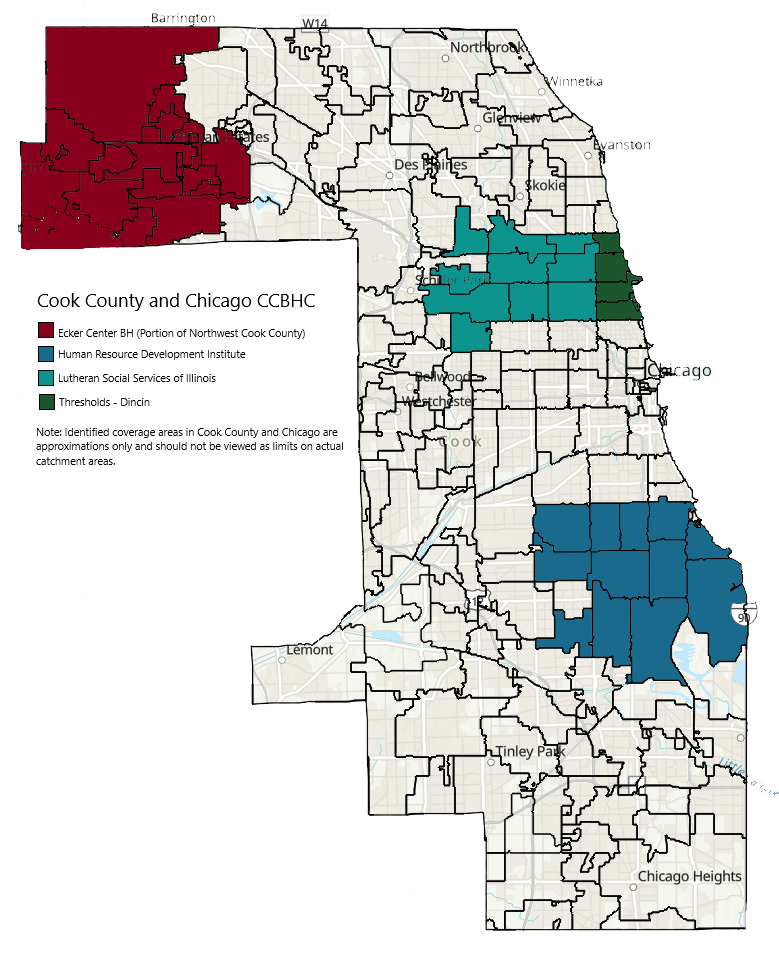 Barrington
W14
Northbrook
Winnetka
Glenview
Evanston
Des Plaines
Skokie
Schiller Park
Cook County and Chicago CCBHC
Ecker Center BH (Portion of Northwest Cook County)
Human Resource Development Institute
Lutheran Social Services of Illinois
Thresholds - Dincin
Note: Identified coverage areas in Cook County and Chicago are
approximations only and should not be viewed as limits on actual
catchment areas.
Chicago
Bellwood
Westchester
Cook
90
Lemont
Tinley Park
Chicago Heights